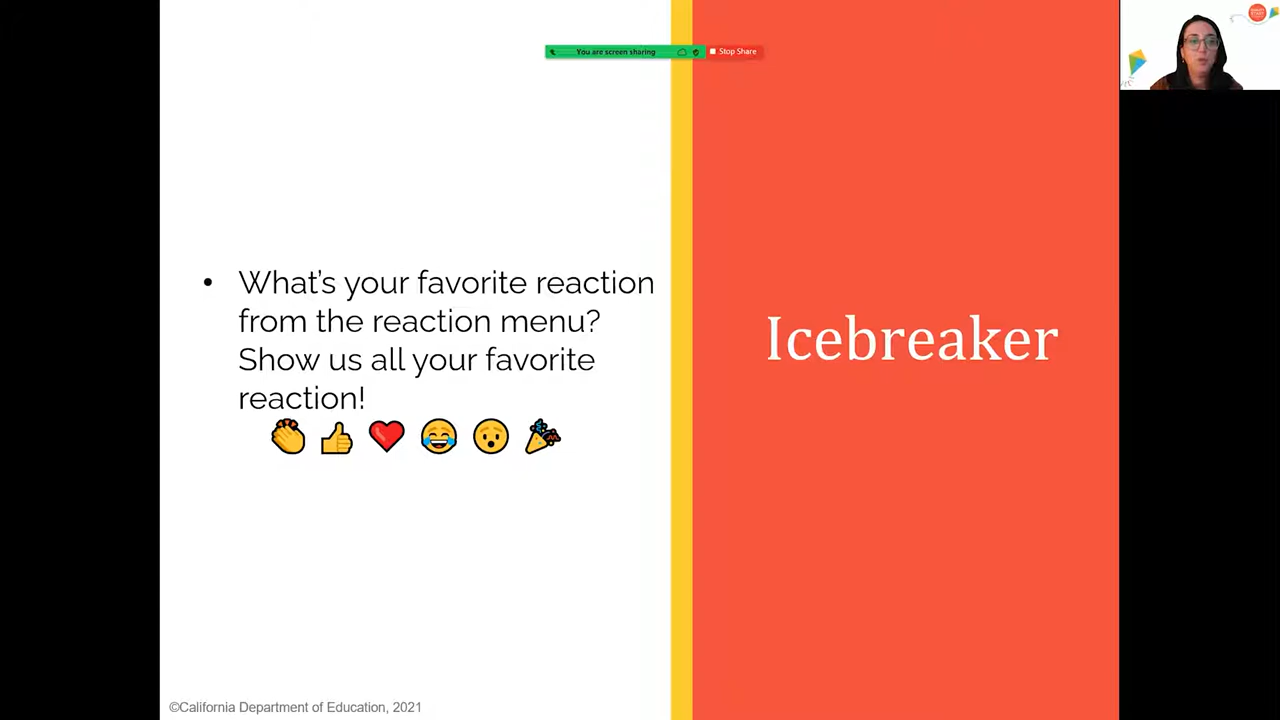 You are screen sharing
Stop Share
• What's your favorite reaction
from the reaction menu?
Show us all your favorite
reaction!
Icebreaker
©California Department of Education, 2021